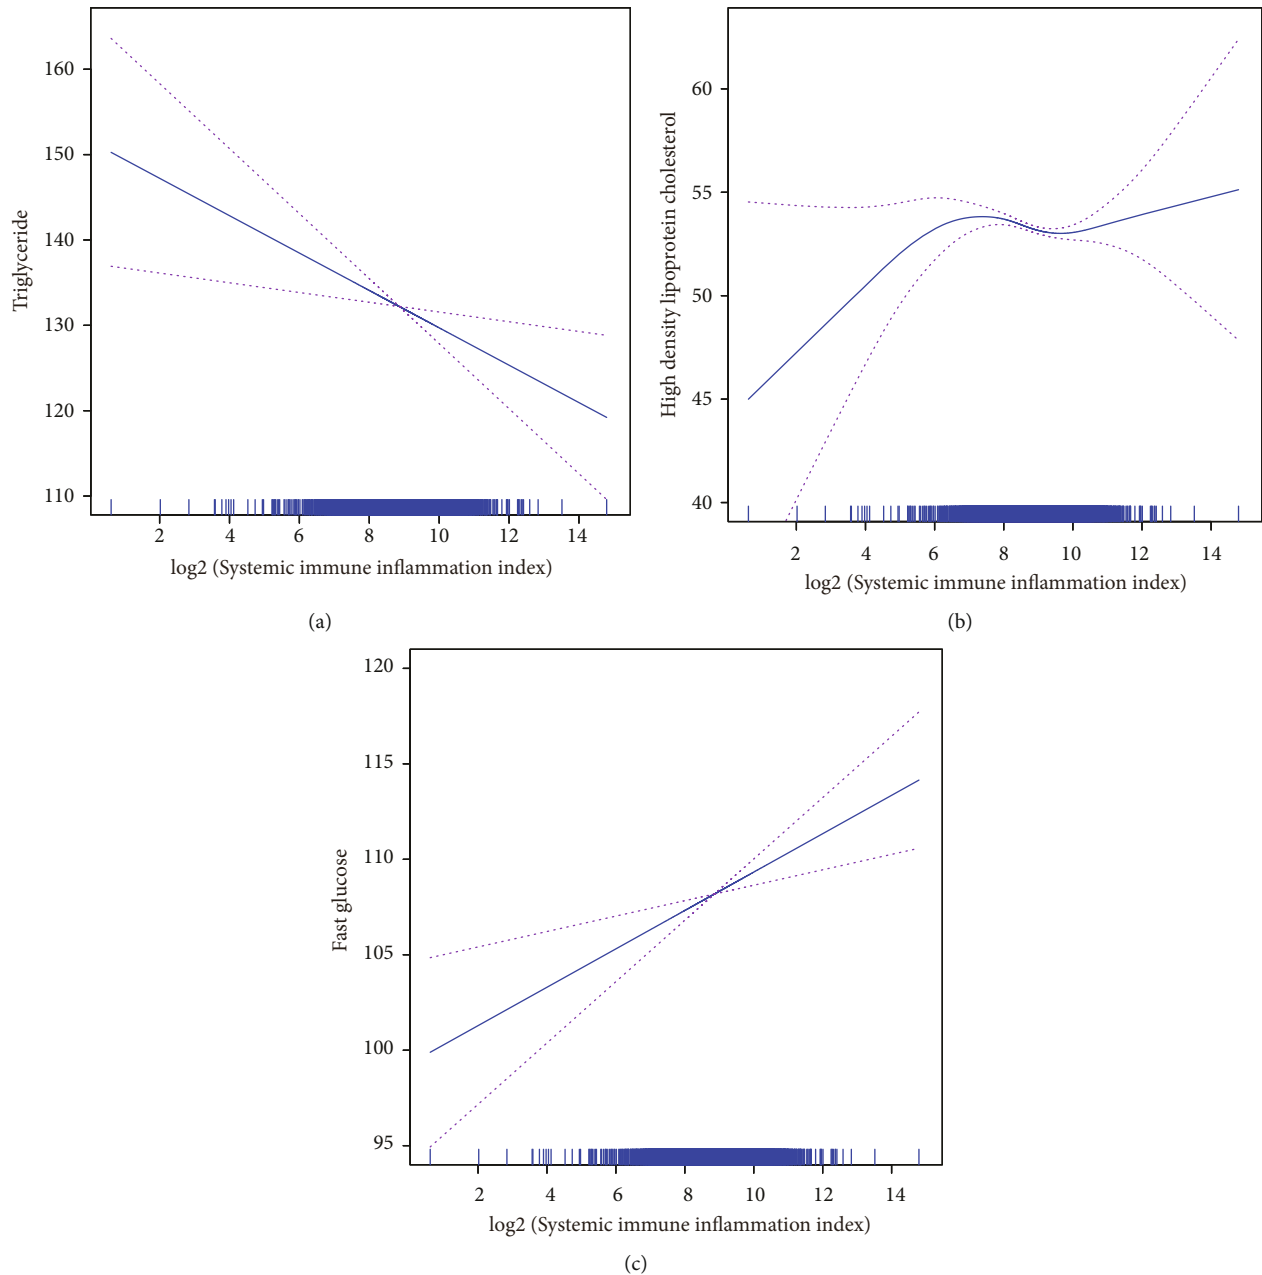 Triglyceride
160
150
140
130
120
110
2 4 6 8 10 12 14
log2 (Systemic immune inflammation index)
(a)
High density lipoprotein cholesterol
60
55
50
45
40
2 4 6 8 10 12 14
log2 (Systemic immune inflammation index)
(b)
Fast glucose
120
115
110
105
100
95
2 4 6 8 10 12 14
log2 (Systemic immune inflammation index)
(c)